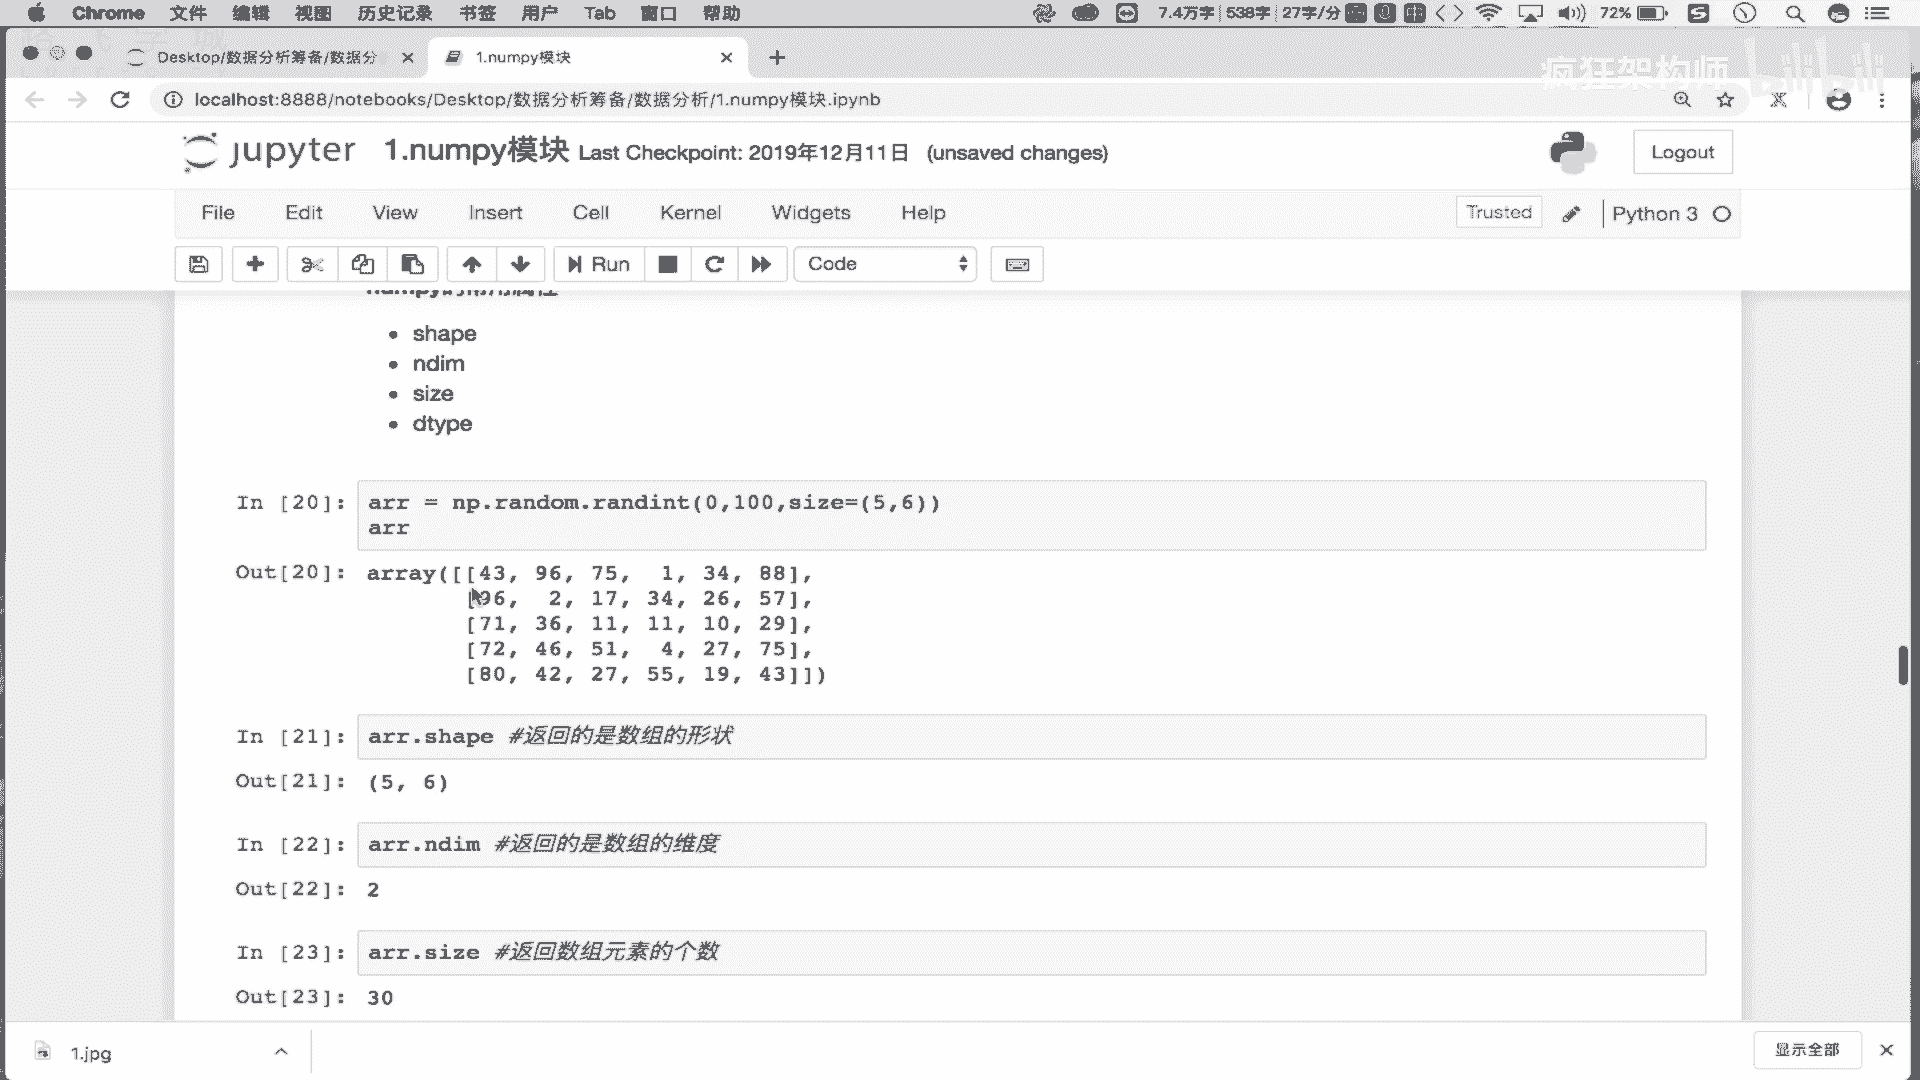 Chrome 文件 编辑 视图 历史记录 书签 用户 Tab 窗口 帮助 7.4万字 538字 27字/分 72%
Desktop/数据分析筹备/数据分 1.numpy模块
疯狂架构师 bilibili
localhost:8888/notebooks/Desktop/数据分析筹备/数据分析/1.numpy模块.ipynb
jupyter 1.numpy模块 Last Checkpoint: 2019年12月11日 (unsaved changes) Logout
File Edit View Insert Cell Kernel Widgets Help Trusted Python 3
Run Code
shape
ndim
size
dtype
In [20]: arr = np.random.randint(0,100,size=(5,6))
arr
Out[20]: array([[43, 96, 75, 1, 34, 88],
[96, 2, 17, 34, 26, 57],
[71, 36, 11, 11, 10, 29],
[72, 46, 51, 4, 27, 75],
[80, 42, 27, 55, 19, 43]])
In [21]: arr.shape #返回的是数组的形状
Out[21]: (5, 6)
In [22]: arr.ndim #返回的是数组的维度
Out[22]: 2
In [23]: arr.size #返回数组元素的个数
Out[23]: 30
1.jpg 显示全部